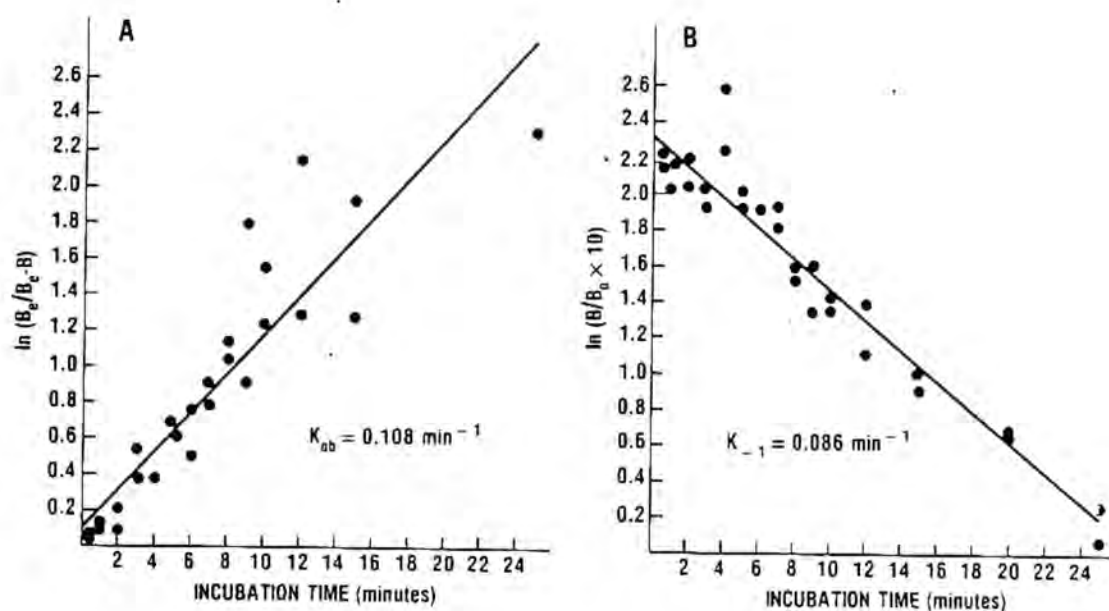 A
ln (Be/Be-B)
2.6
2.4
2.2
2.0
1.8
1.6
1.4
1.2
1.0
0.8
0.6
0.4
0.2
Kob = 0.108 min−1
2 4 6 8 10 12 14 16 18 20 22 24
INCUBATION TIME (minutes)
B
ln (B/Bo × 10)
2.6
2.4
2.2
2.0
1.8
1.6
1.4
1.2
1.0
0.8
0.6
0.4
0.2
K−1 = 0.086 min−1
2 4 6 8 10 12 14 16 18 20 22 24
INCUBATION TIME (minutes)